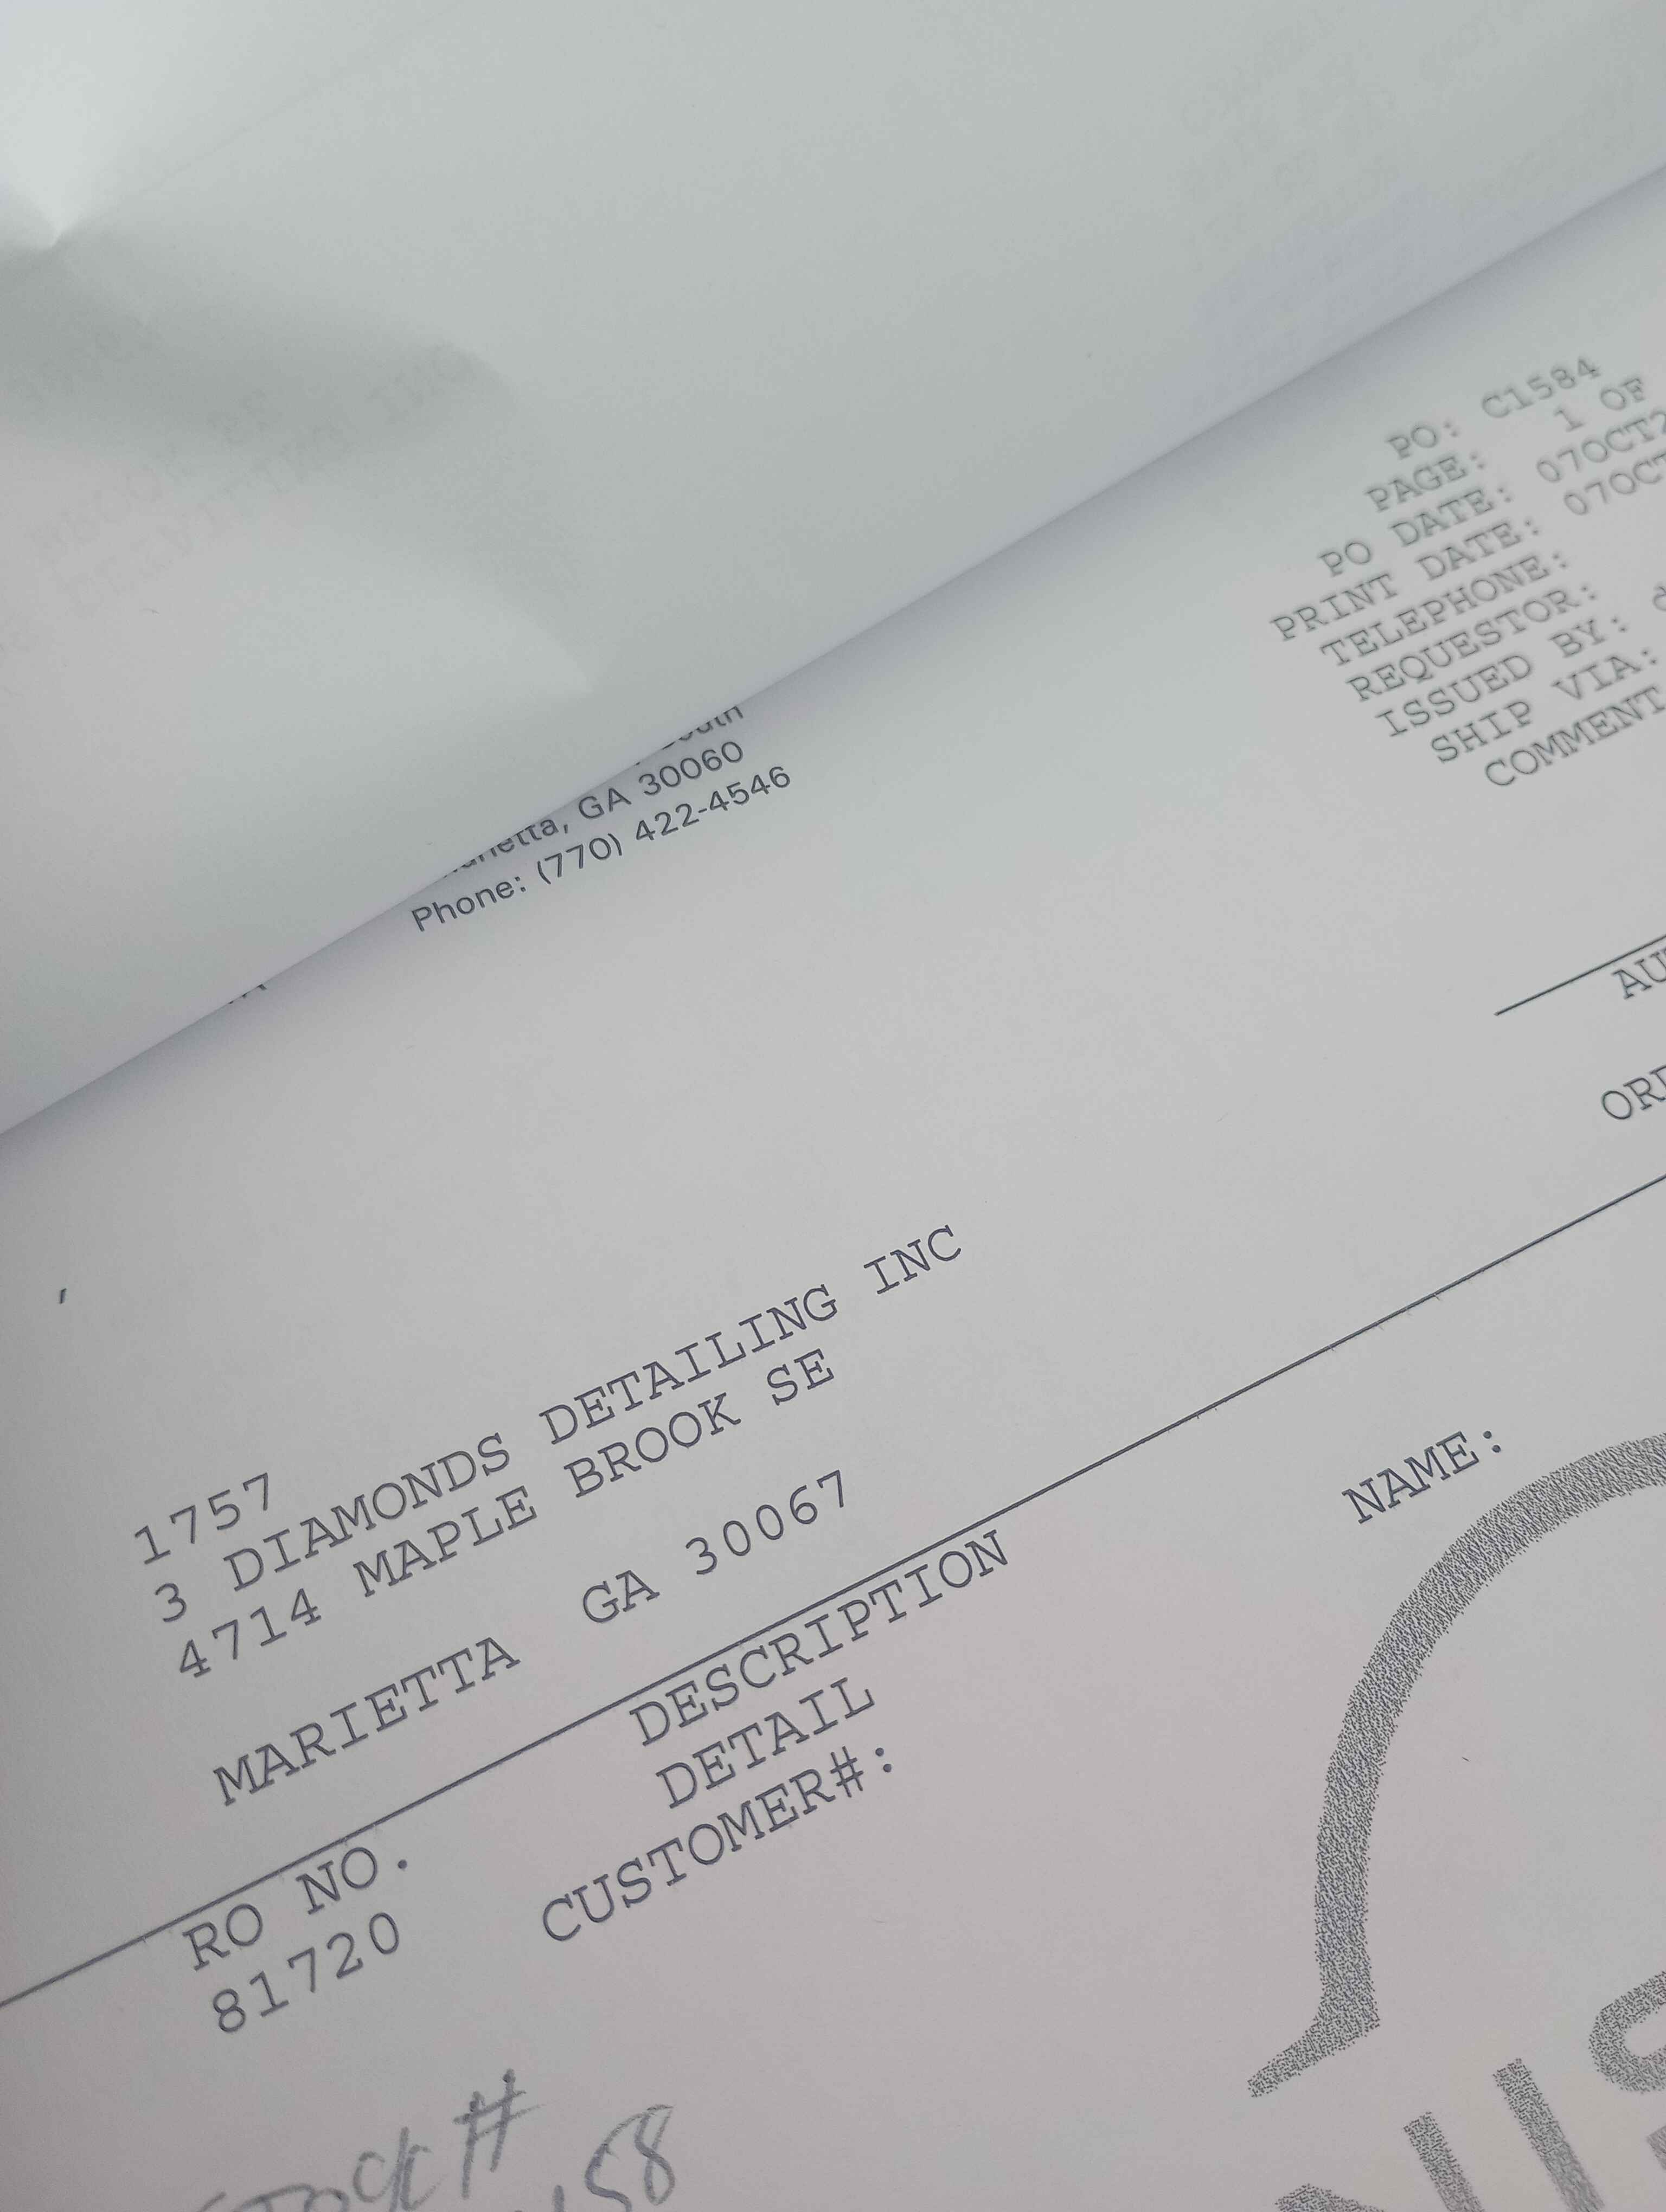 PO: C1584
PAGE: 1 OF
PO DATE: 07OCT2
PRINT DATE: 07OCT
TELEPHONE:
REQUESTOR:
ISSUED BY:
SHIP VIA:
COMMENT
GA 30060
Phone: (770) 422-4546
1757
3 DIAMONDS DETAILING INC
4714 MAPLE BROOK SE
MARIETTA GA 30067
RO NO. DESCRIPTION
81720 DETAIL
CUSTOMER#:
NAME:
#
58